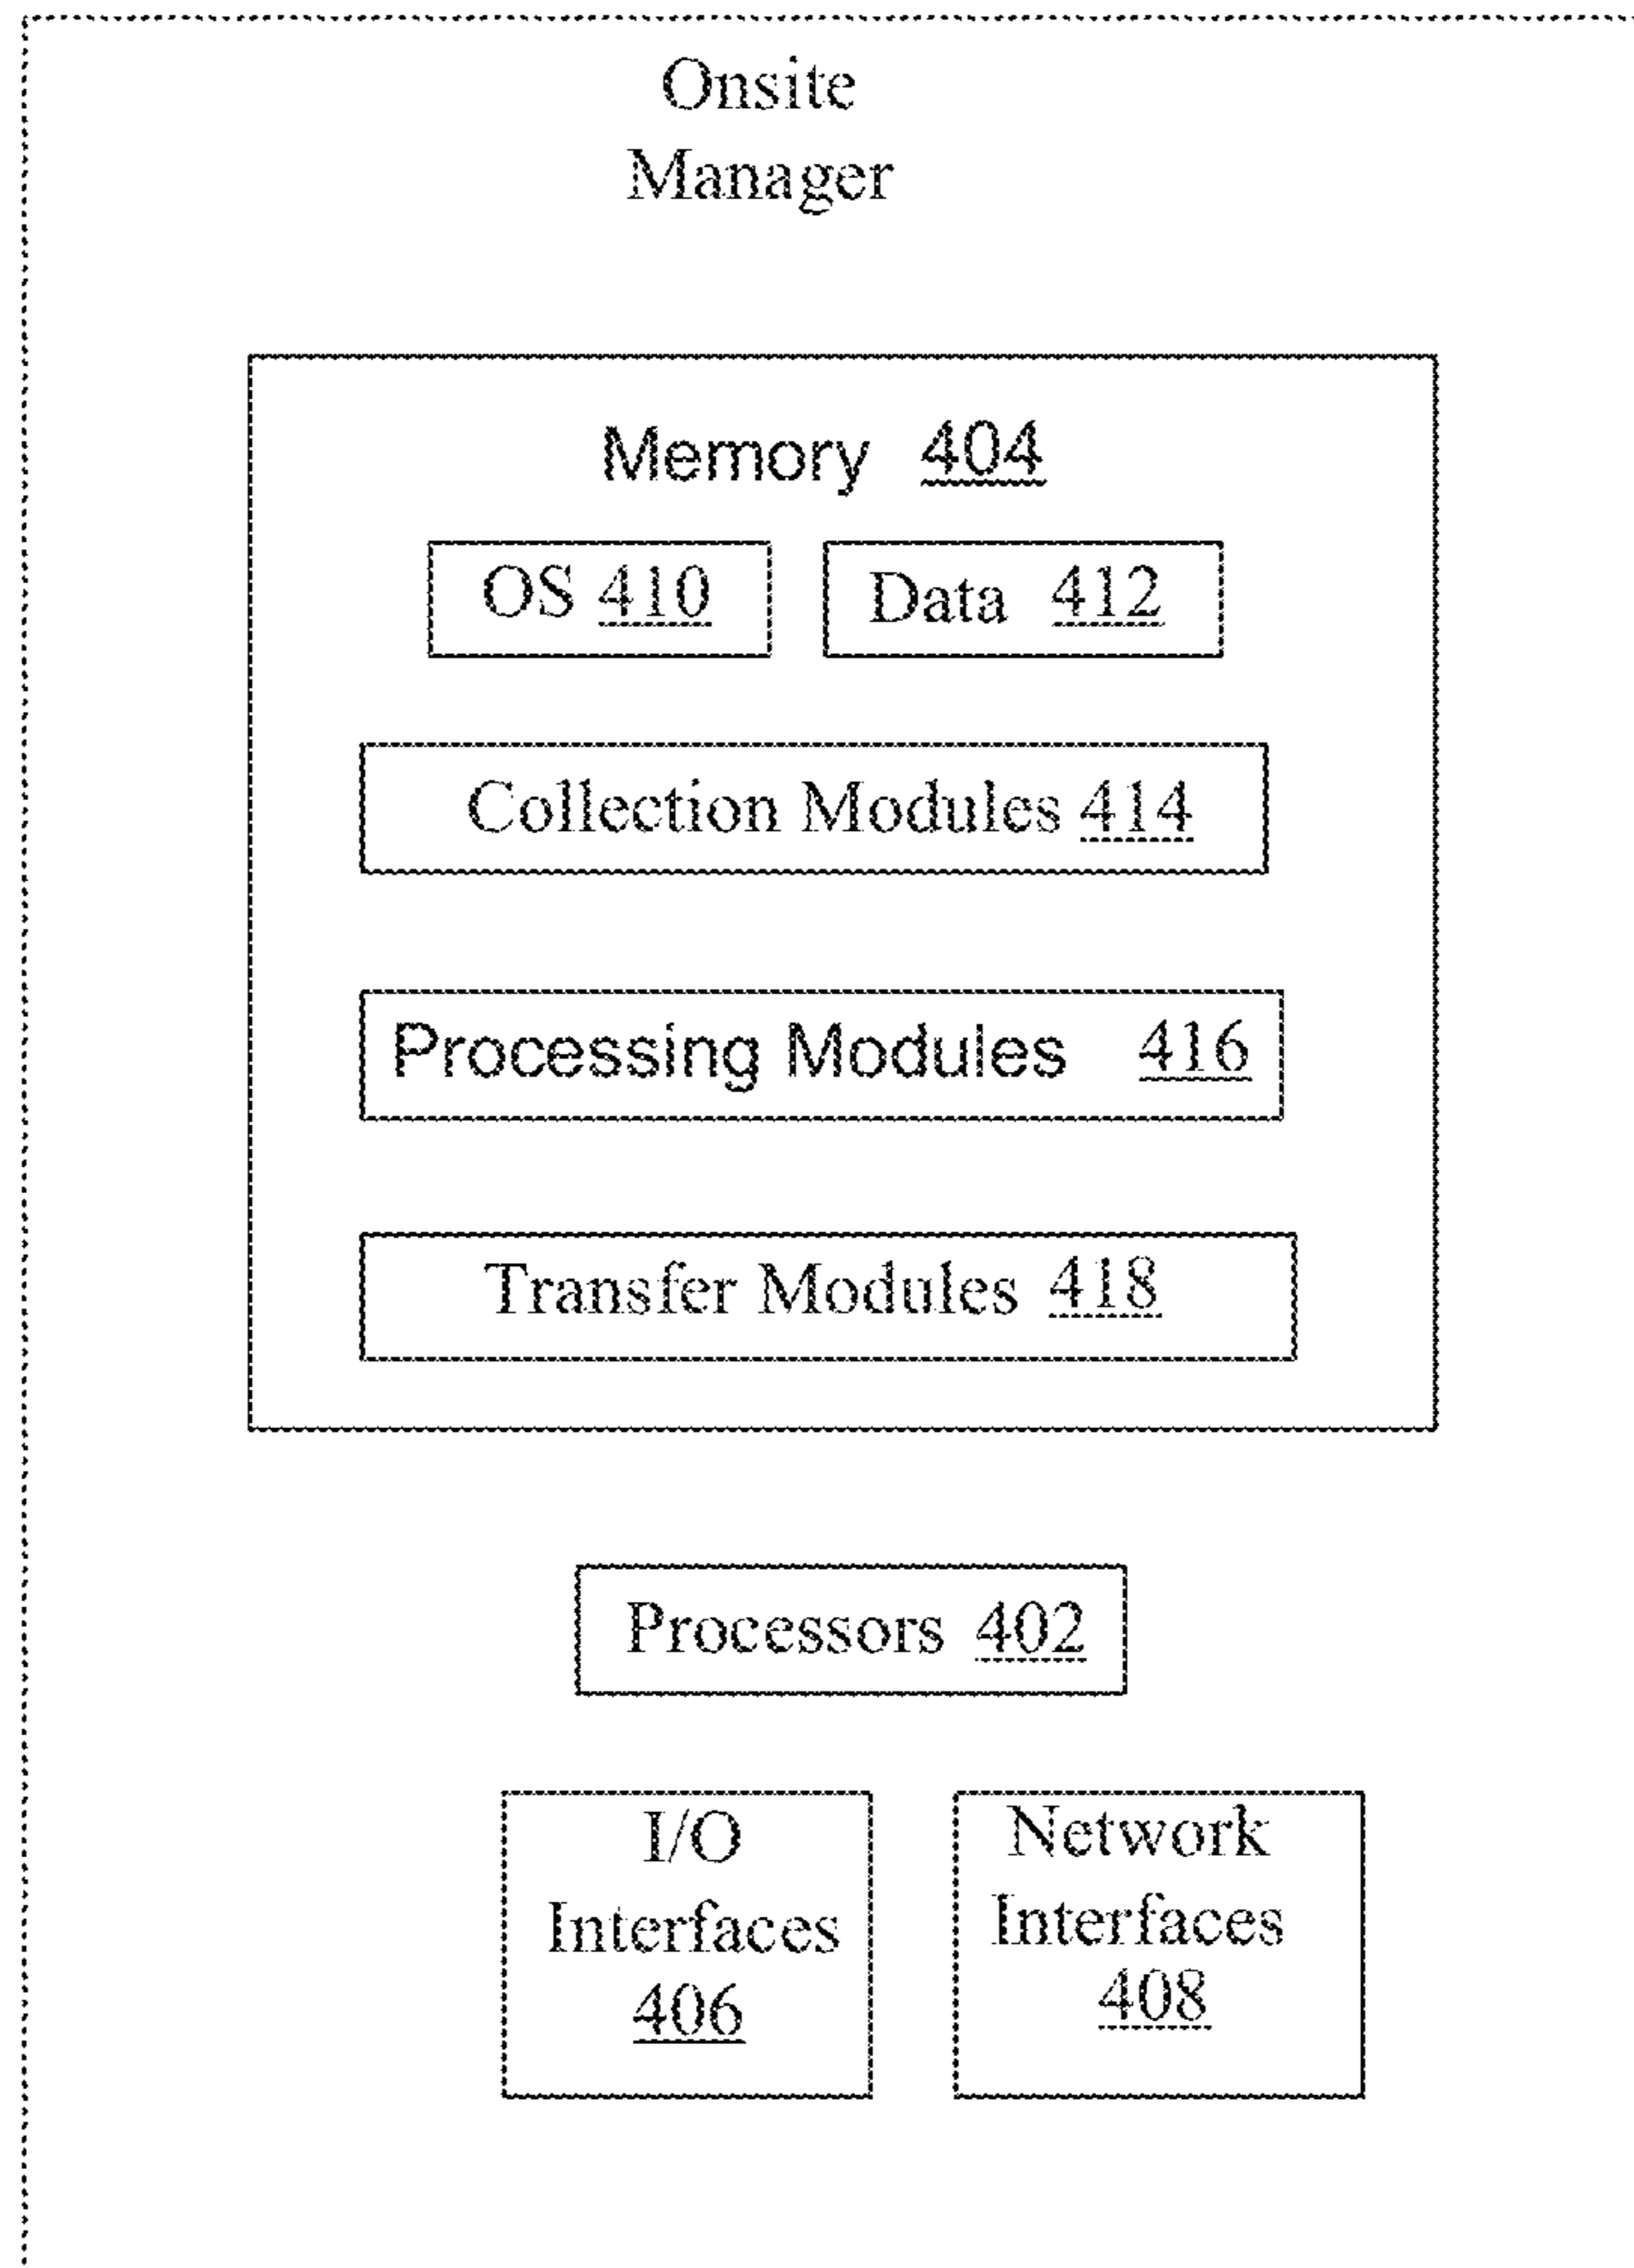 Onsite
Manager
Memory 404
OS 410 Data 412
Collection Modules 414
Processing Modules 416
Transfer Modules 418
Processors 402
I/O
Interfaces
406
Network
Interfaces
408